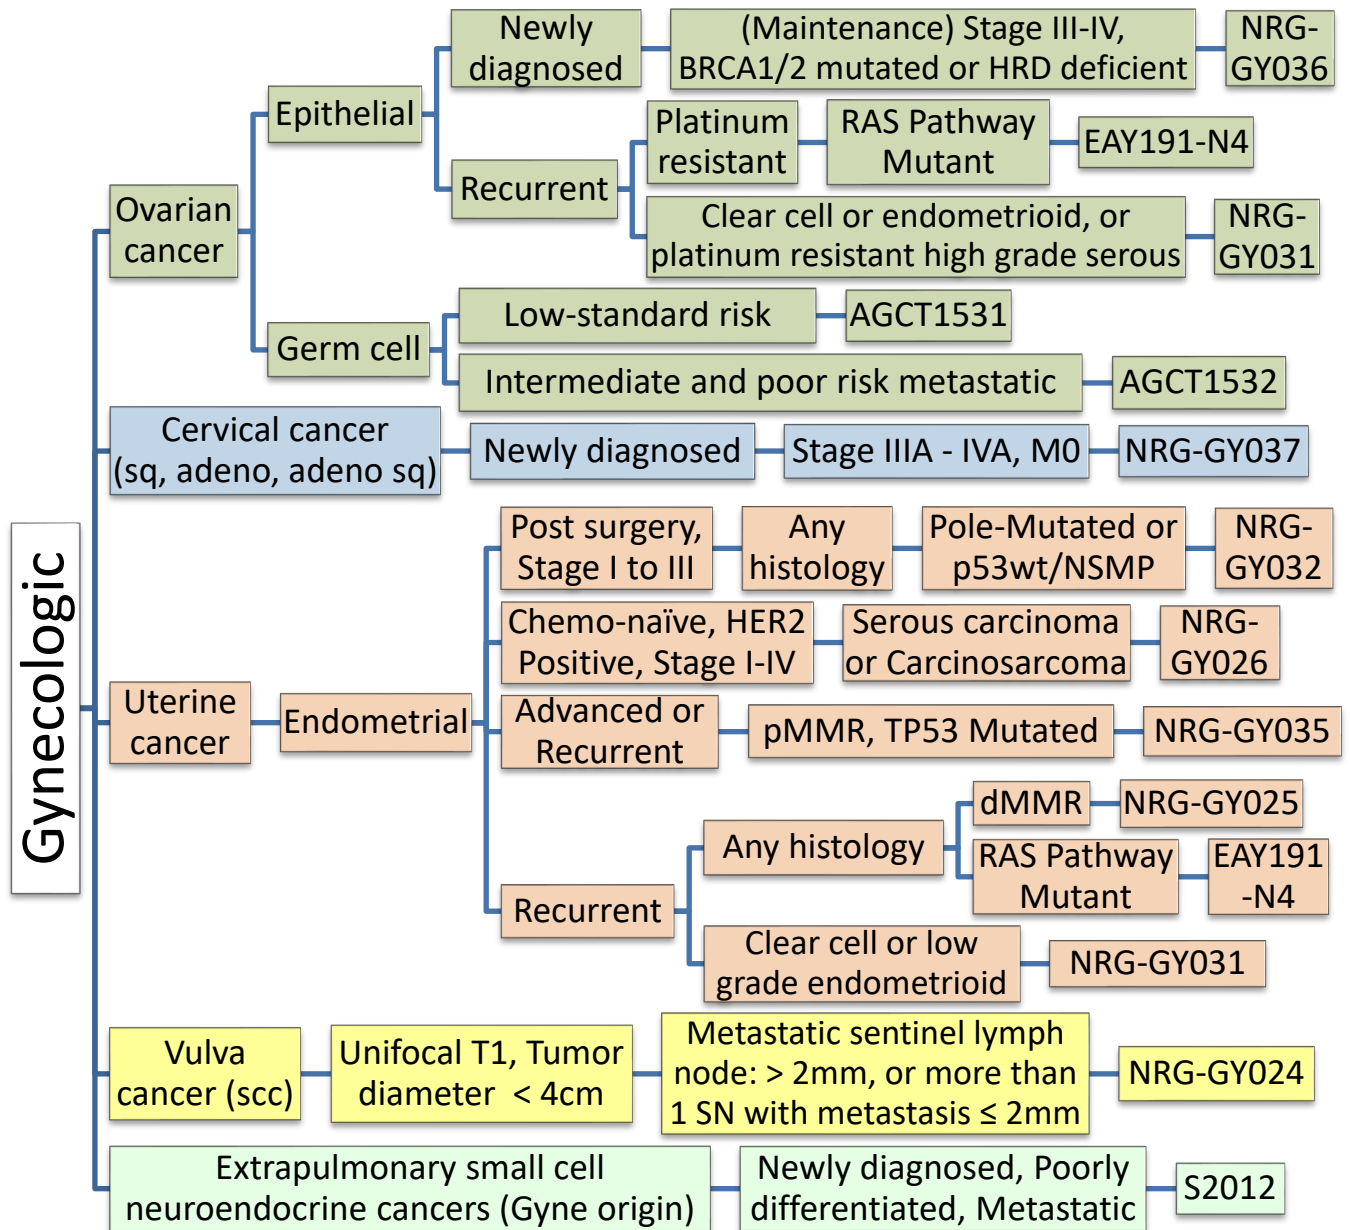 Gynecologic
Ovarian
cancer
Epithelial
Newly
diagnosed
(Maintenance) Stage III-IV,
BRCA1/2 mutated or HRD deficient
NRG-
GY036
Recurrent
Platinum
resistant
RAS Pathway
Mutant
EAY191-N4
Clear cell or endometrioid, or
platinum resistant high grade serous
NRG-
GY031
Germ cell
Low-standard risk
AGCT1531
Intermediate and poor risk metastatic
AGCT1532
Cervical cancer
(sq, adeno, adeno sq)
Newly diagnosed
Stage IIIA - IVA, M0
NRG-GY037
Uterine
cancer
Endometrial
Post surgery,
Stage I to III
Any
histology
Pole-Mutated or
p53wt/NSMP
NRG-
GY032
Chemo-naïve, HER2
Positive, Stage I-IV
Serous carcinoma
or Carcinosarcoma
NRG-
GY026
Advanced or
Recurrent
pMMR, TP53 Mutated
NRG-GY035
Recurrent
Any histology
dMMR
NRG-GY025
RAS Pathway
Mutant
EAY191
-N4
Clear cell or low
grade endometrioid
NRG-GY031
Vulva
cancer (scc)
Unifocal T1, Tumor
diameter < 4cm
Metastatic sentinel lymph
node: > 2mm, or more than
1 SN with metastasis ≤ 2mm
NRG-GY024
Extrapulmonary small cell
neuroendocrine cancers (Gyne origin)
Newly diagnosed, Poorly
differentiated, Metastatic
S2012